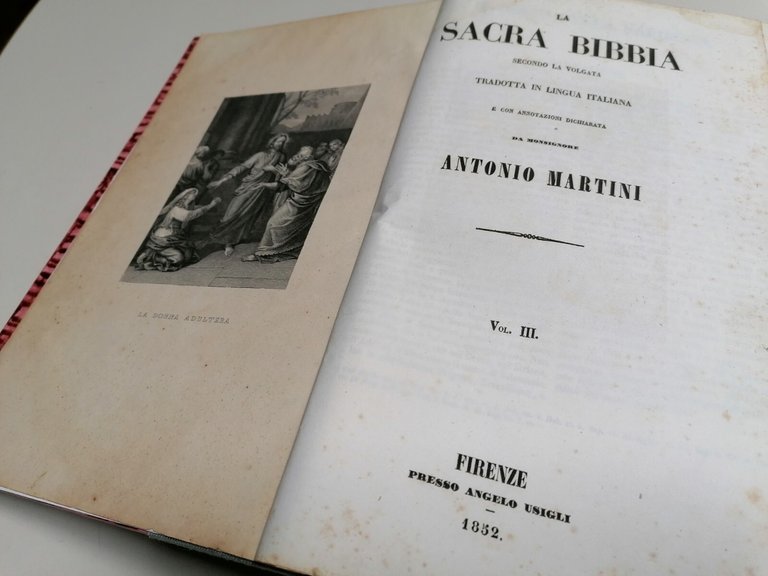 LA DONNA ADULTERA
LA
SACRA BIBBIA
SECONDO LA VOLGATA
TRADOTTA IN LINGUA ITALIANA
E CON ANNOTAZIONI DICHIARATA
DA MONSIGNORE
ANTONIO MARTINI
VOL. III.
FIRENZE
PRESSO ANGELO USIGLI
1852.